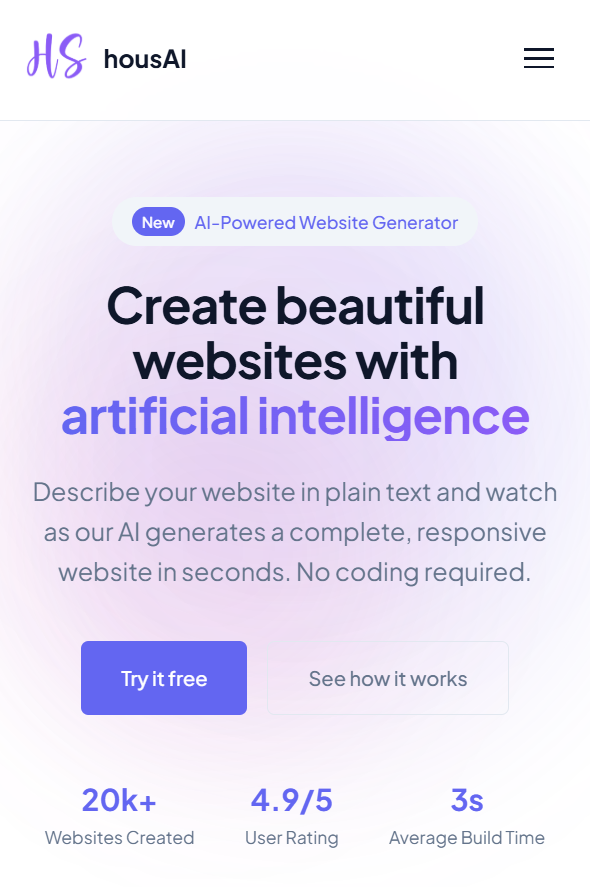 HS housAI
New AI-Powered Website Generator
Create beautiful
websites with
artificial intelligence
Describe your website in plain text and watch
as our AI generates a complete, responsive
website in seconds. No coding required.
Try it free See how it works
20k+ 4.9/5 3s
Websites Created User Rating Average Build Time